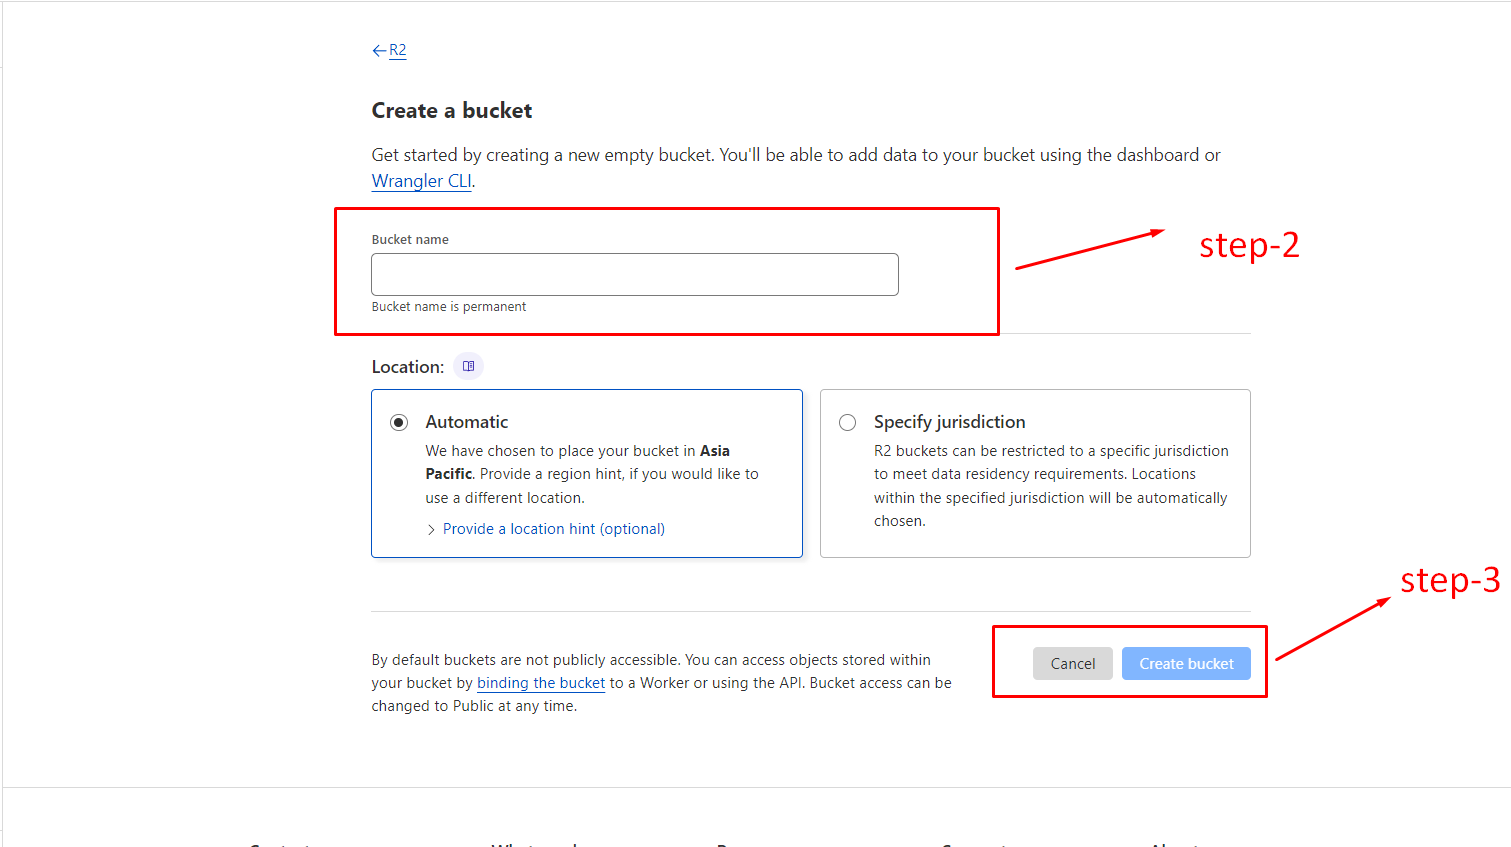 R2
Create a bucket
Get started by creating a new empty bucket. You'll be able to add data to your bucket using the dashboard or
Wrangler CLI.
Bucket name
step-2
Bucket name is permanent
Location:
Automatic
We have chosen to place your bucket in Asia
Pacific. Provide a region hint, if you would like to
use a different location.
Provide a location hint (optional)
Specify jurisdiction
R2 buckets can be restricted to a specific jurisdiction
to meet data residency requirements. Locations
within the specified jurisdiction will be automatically
chosen.
step-3
By default buckets are not publicly accessible. You can access objects stored within
your bucket by binding the bucket to a Worker or using the API. Bucket access can be
changed to Public at any time.
Cancel
Create bucket